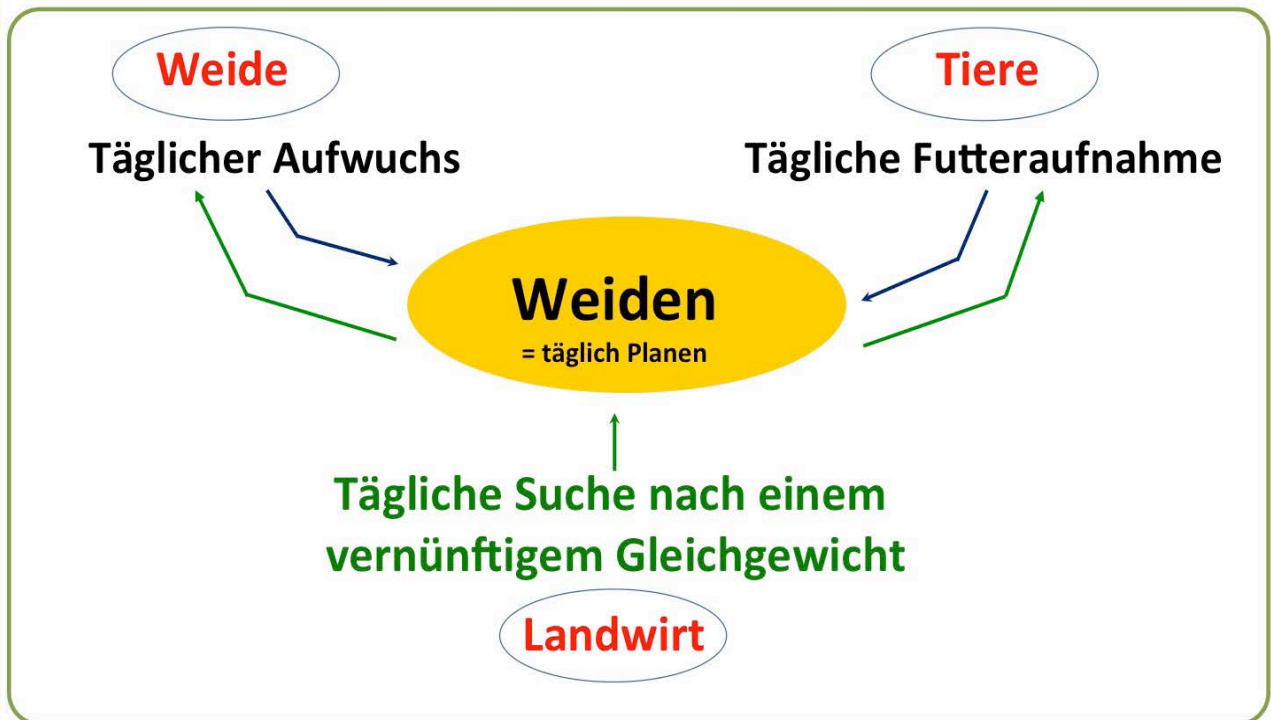 Weide
Tiere
Täglicher Aufwuchs
Tägliche Futteraufnahme
Weiden
= täglich Planen
Tägliche Suche nach einem
vernünftigem Gleichgewicht
Landwirt